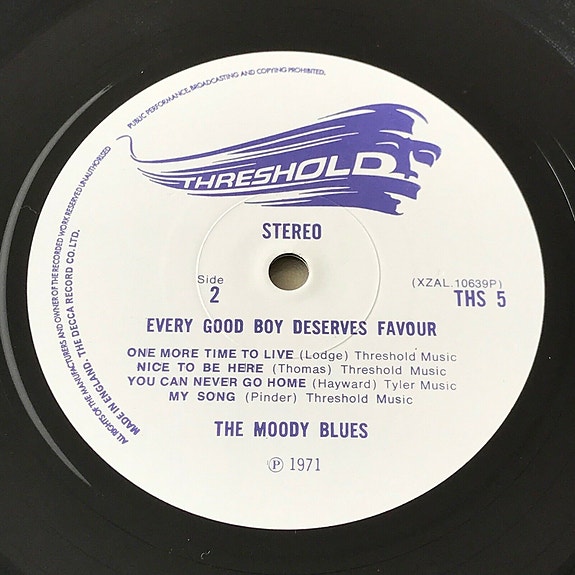 ALL RIGHTS OF THE MANUFACTURERS AND OWNER OF THE RECORDED WORK RESERVED UNAUTHORISED
PUBLIC PERFORMANCE, BROADCASTING AND COPYING PROHIBITED.
MADE IN ENGLAND. THE DECCA RECORD CO. LTD.
THRESHOLD
STEREO
Side
2
(XZAL.10639P)
THS 5
EVERY GOOD BOY DESERVES FAVOUR
ONE MORE TIME TO LIVE (Lodge) Threshold Music
NICE TO BE HERE (Thomas) Threshold Music
YOU CAN NEVER GO HOME (Hayward) Tyler Music
MY SONG (Pinder) Threshold Music
THE MOODY BLUES
Ⓟ 1971